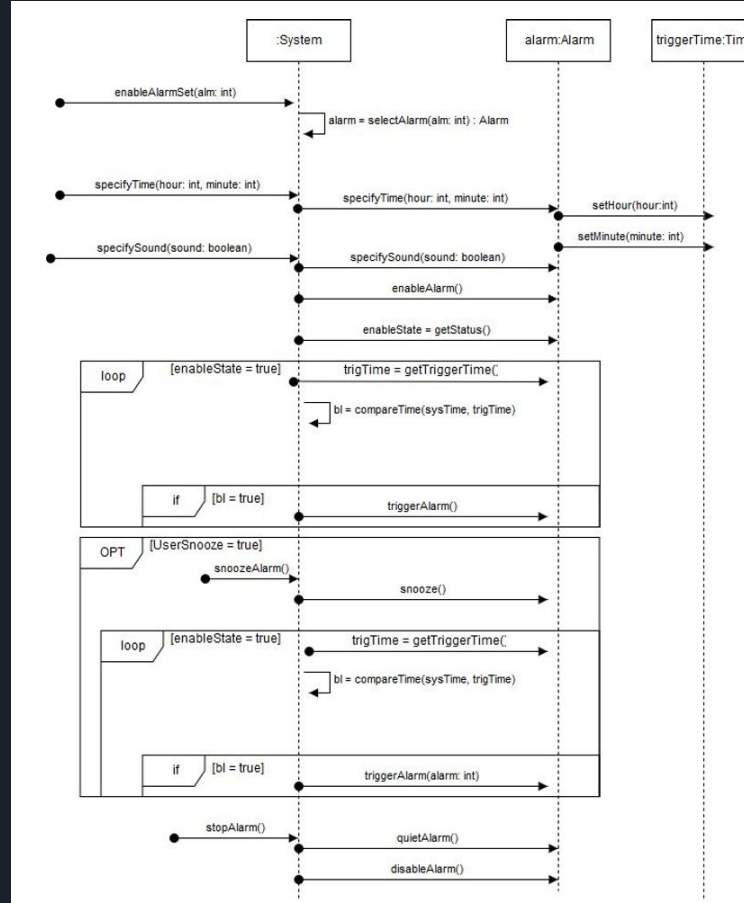 :System
alarm:Alarm
triggerTime:Tim
enableAlarmSet(alm: int)
alarm = selectAlarm(alm: int) : Alarm
specifyTime(hour: int, minute: int)
specifyTime(hour: int, minute: int)
setHour(hour:int)
setMinute(minute: int)
specifySound(sound: boolean)
specifySound(sound: boolean)
enableAlarm()
enableState = getStatus()
loop
[enableState = true]
trigTime = getTriggerTime(
bl = compareTime(sysTime, trigTime)
if
[bl = true]
triggerAlarm()
OPT
[UserSnooze = true]
snoozeAlarm()
snooze()
loop
[enableState = true]
trigTime = getTriggerTime(
bl = compareTime(sysTime, trigTime)
if
[bl = true]
triggerAlarm(alarm: int)
stopAlarm()
quietAlarm()
disableAlarm()